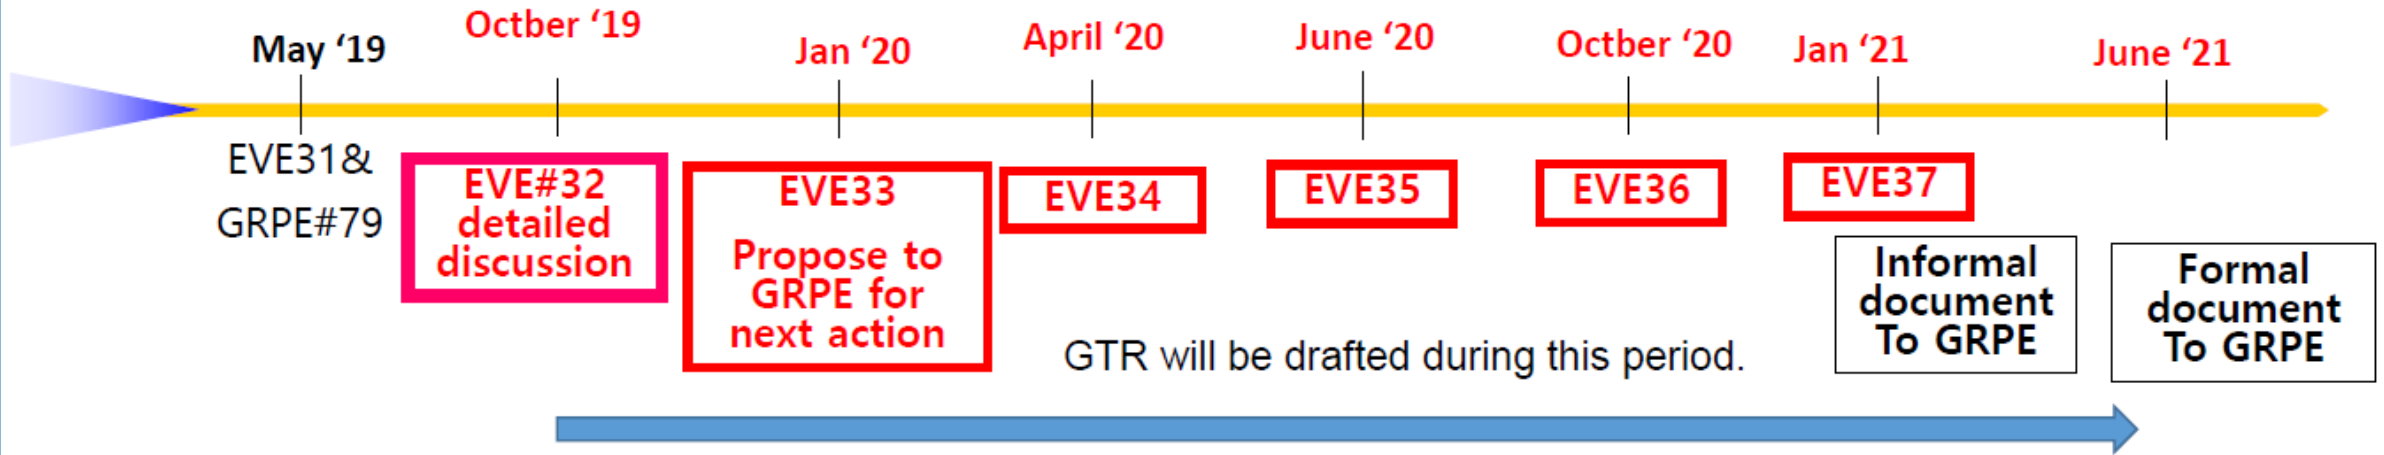 May ‘19
Octber ‘19
Jan ‘20
April ‘20
June ‘20
Octber ‘20
Jan ‘21
June ‘21
EVE31&
GRPE#79
EVE#32
detailed
discussion
EVE33
Propose to
GRPE for
next action
EVE34
EVE35
EVE36
EVE37
Informal
document
To GRPE
Formal
document
To GRPE
GTR will be drafted during this period.